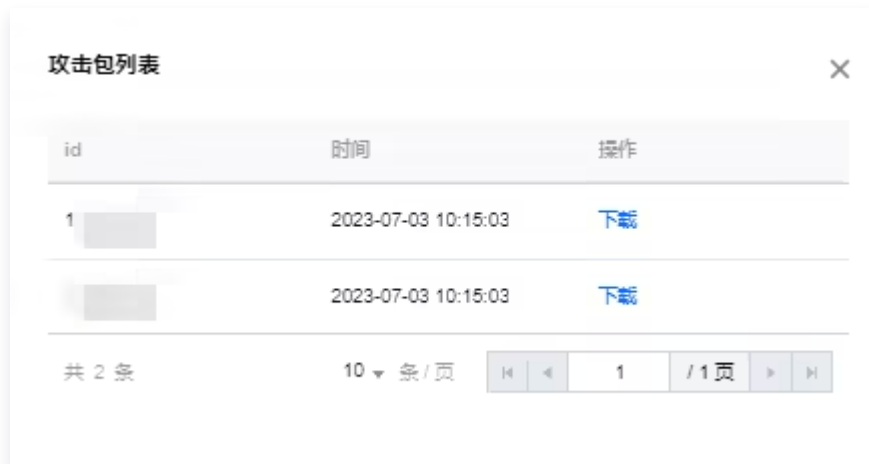 攻击包列表
id 时间 操作
1 2023-07-03 10:15:03 下载
2023-07-03 10:15:03 下载
共 2 条 10 条 / 页 1 / 1 页